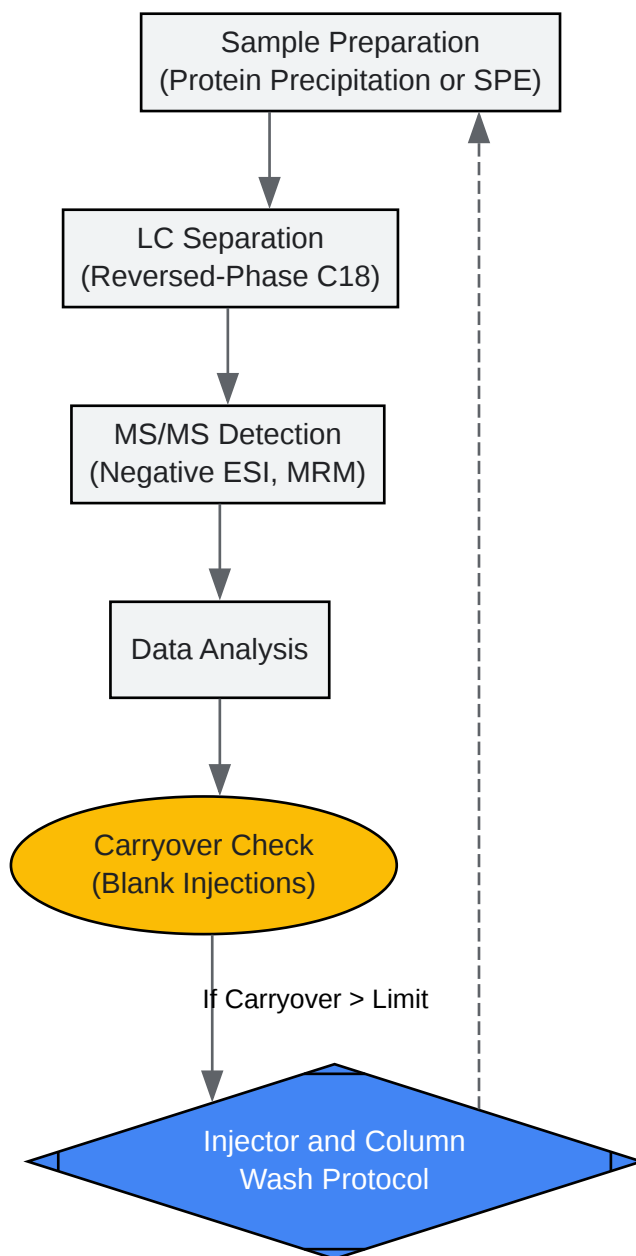 Sample Preparation
(Protein Precipitation or SPE)
LC Separation
(Reversed-Phase C18)
MS/MS Detection
(Negative ESI, MRM)
Data Analysis
Carryover Check
(Blank Injections)
If Carryover > Limit
Injector and Column
Wash Protocol